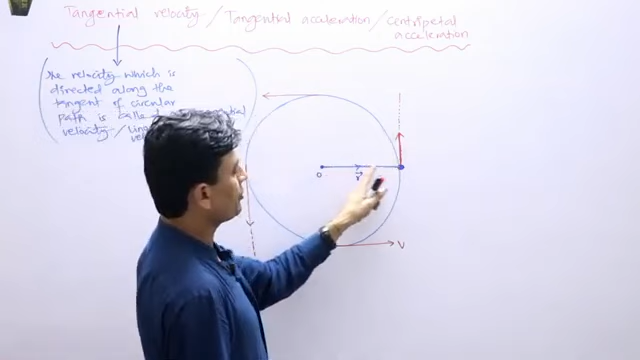 Tangential velocity / Tangential acceleration / centripetal
acceleration
the velocity which is
directed along the
tangent of circular
path is called
velocity /
o
r
v